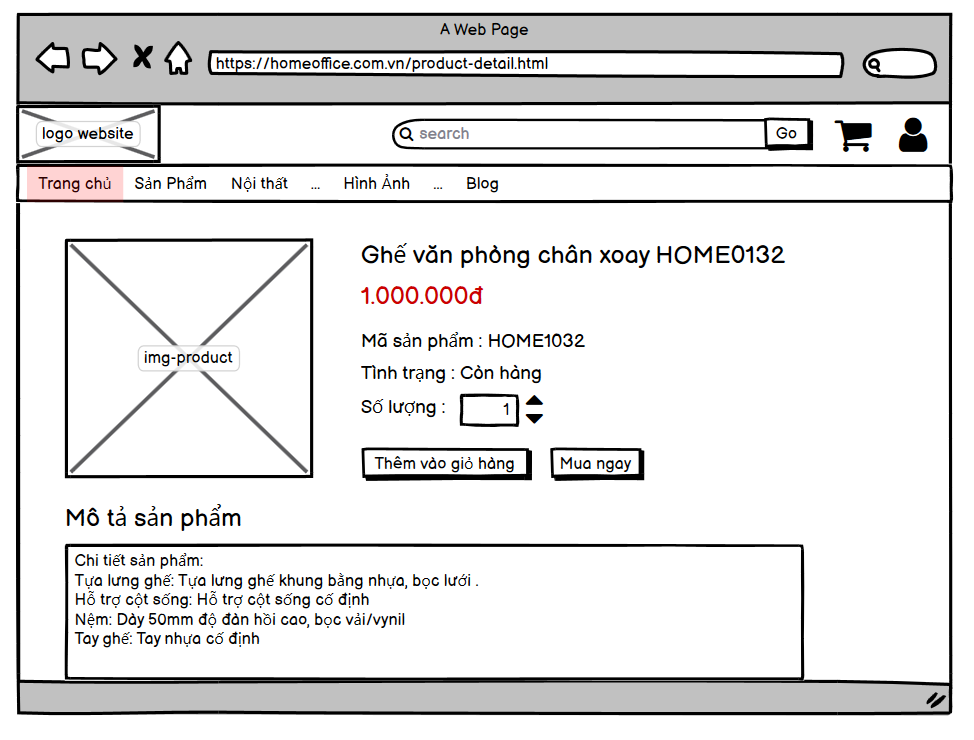 A Web Page
https://homeoffice.com.vn/product-detail.html
logo website
search
Go
Trang chủ Sản Phẩm Nội thất ... Hình Ảnh ... Blog
Ghế văn phòng chân xoay HOME0132
1.000.000đ
img-product
Mã sản phẩm : HOME1032
Tình trạng : Còn hàng
Số lượng : 1
Thêm vào giỏ hàng Mua ngay
Mô tả sản phẩm
Chi tiết sản phẩm:
Tựa lưng ghế: Tựa lưng ghế khung bằng nhựa, bọc lưới .
Hỗ trợ cột sống: Hỗ trợ cột sống cố định
Nệm: Dày 50mm độ đàn hồi cao, bọc vải/vynil
Tay ghế: Tay nhựa cố định